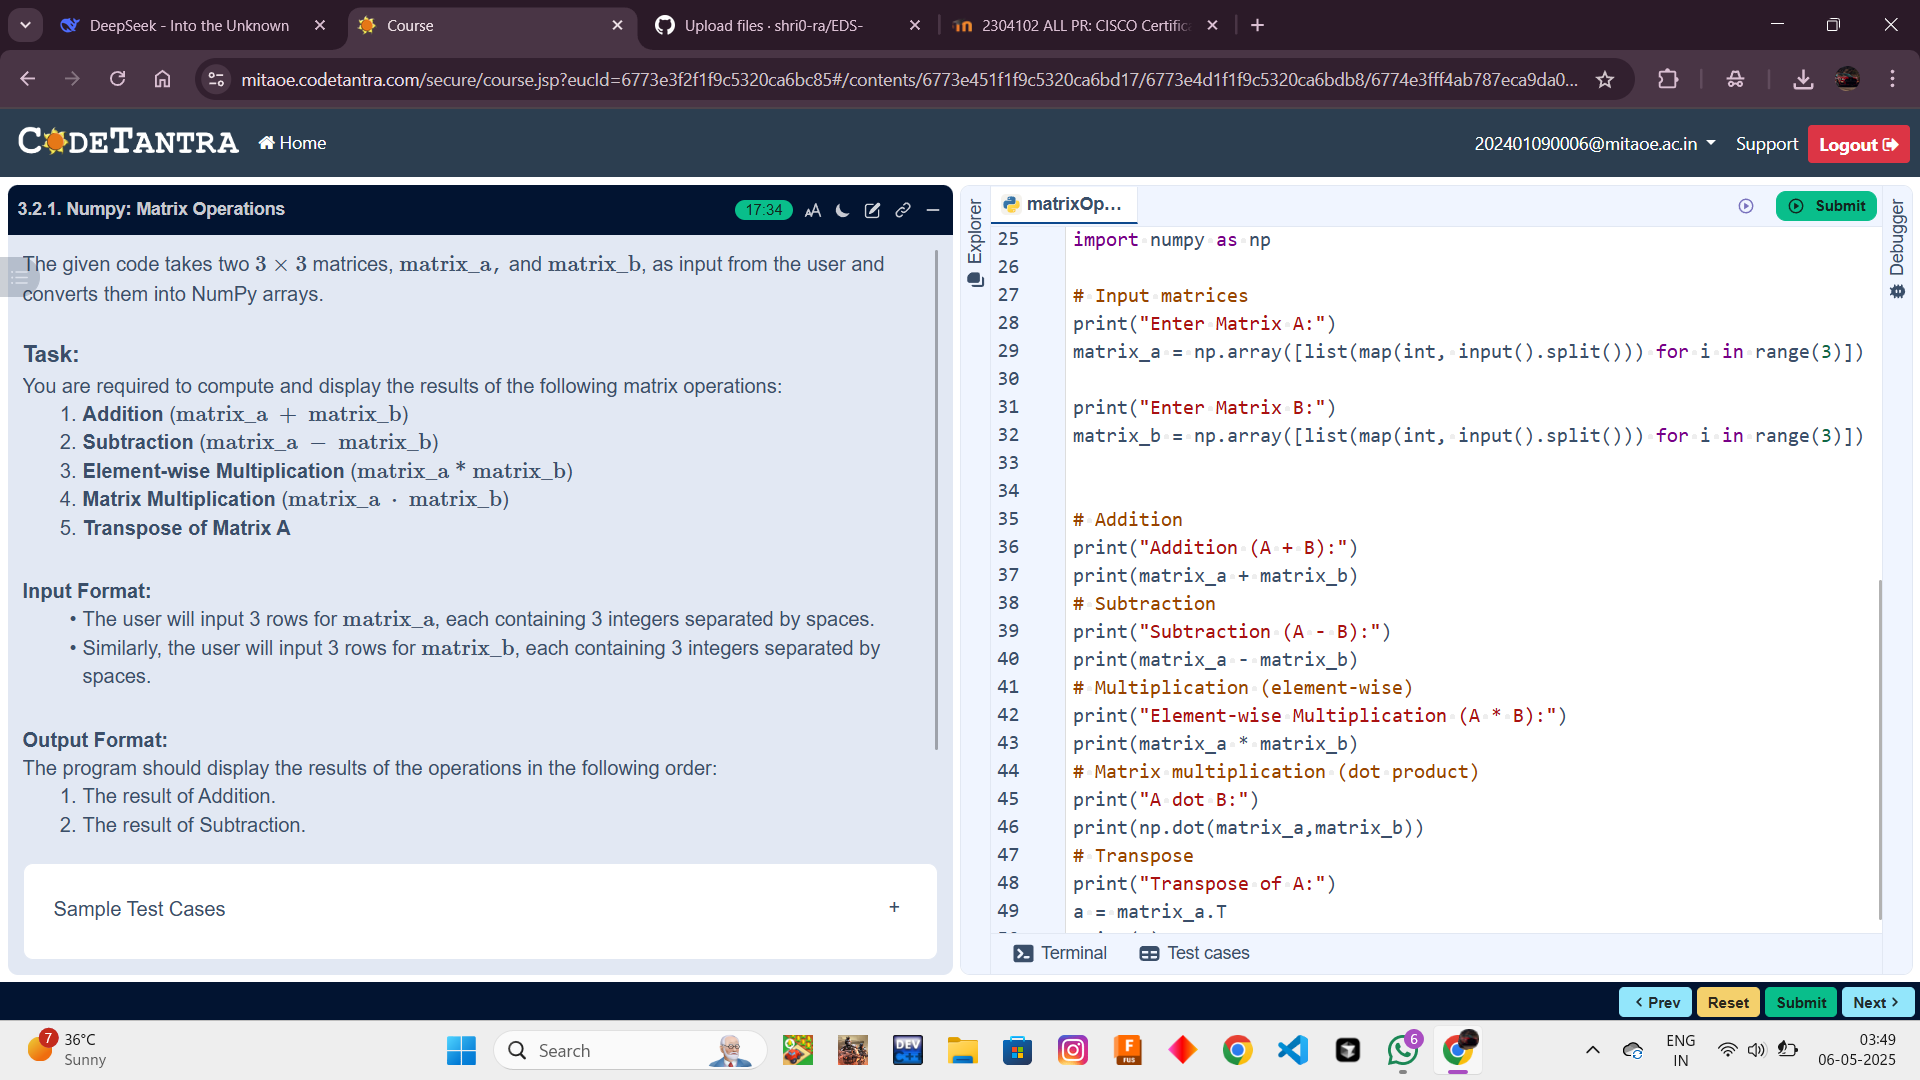 DeepSeek - Into the Unknown
Course
Upload files · shri0-ra/EDS-
2304102 ALL PR: CISCO Certific
mitaoe.codetantra.com/secure/course.jsp?eucId=6773e3f2f1f9c5320ca6bc85#/contents/6773e451f1f9c5320ca6bd17/6773e4d1f1f9c5320ca6bdb8/6774e3fff4ab787eca9da0...
CODETANTRA
Home
202401090006@mitaoe.ac.in
Support
Logout
3.2.1. Numpy: Matrix Operations
17:34
AA
The given code takes two 3 × 3 matrices, matrix_a, and matrix_b, as input from the user and
converts them into NumPy arrays.
Task:
You are required to compute and display the results of the following matrix operations:
1. Addition (matrix_a + matrix_b)
2. Subtraction (matrix_a − matrix_b)
3. Element-wise Multiplication (matrix_a * matrix_b)
4. Matrix Multiplication (matrix_a · matrix_b)
5. Transpose of Matrix A
Input Format:
• The user will input 3 rows for matrix_a, each containing 3 integers separated by spaces.
• Similarly, the user will input 3 rows for matrix_b, each containing 3 integers separated by
spaces.
Output Format:
The program should display the results of the operations in the following order:
1. The result of Addition.
2. The result of Subtraction.
Sample Test Cases
+
Explorer
matrixOp...
Submit
Debugger
25 import numpy as np
26
27 # Input matrices
28 print("Enter Matrix A:")
29 matrix_a = np.array([list(map(int, input().split())) for i in range(3)])
30
31 print("Enter Matrix B:")
32 matrix_b = np.array([list(map(int, input().split())) for i in range(3)])
33
34
35 # Addition
36 print("Addition (A + B):")
37 print(matrix_a + matrix_b)
38 # Subtraction
39 print("Subtraction (A - B):")
40 print(matrix_a - matrix_b)
41 # Multiplication (element-wise)
42 print("Element-wise Multiplication (A * B):")
43 print(matrix_a * matrix_b)
44 # Matrix multiplication (dot product)
45 print("A dot B:")
46 print(np.dot(matrix_a,matrix_b))
47 # Transpose
48 print("Transpose of A:")
49 a = matrix_a.T
Terminal
Test cases
< Prev
Reset
Submit
Next >
7
36°C
Sunny
Search
DEV
F
FUS
6
ENG
IN
03:49
06-05-2025